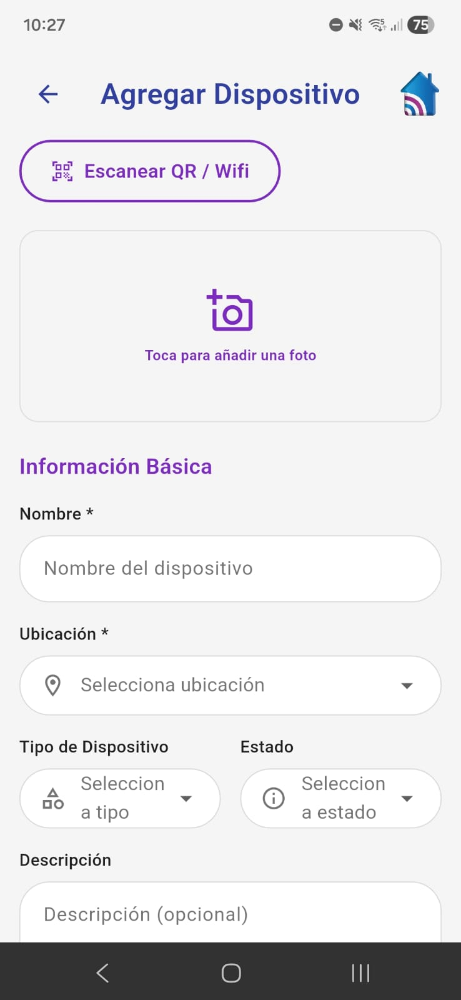 10:27
75
Agregar Dispositivo
Escanear QR / Wifi
Toca para añadir una foto
Información Básica
Nombre *
Nombre del dispositivo
Ubicación *
Selecciona ubicación
Tipo de Dispositivo
Estado
Seleccion
a tipo
Seleccion
a estado
Descripción
Descripción (opcional)